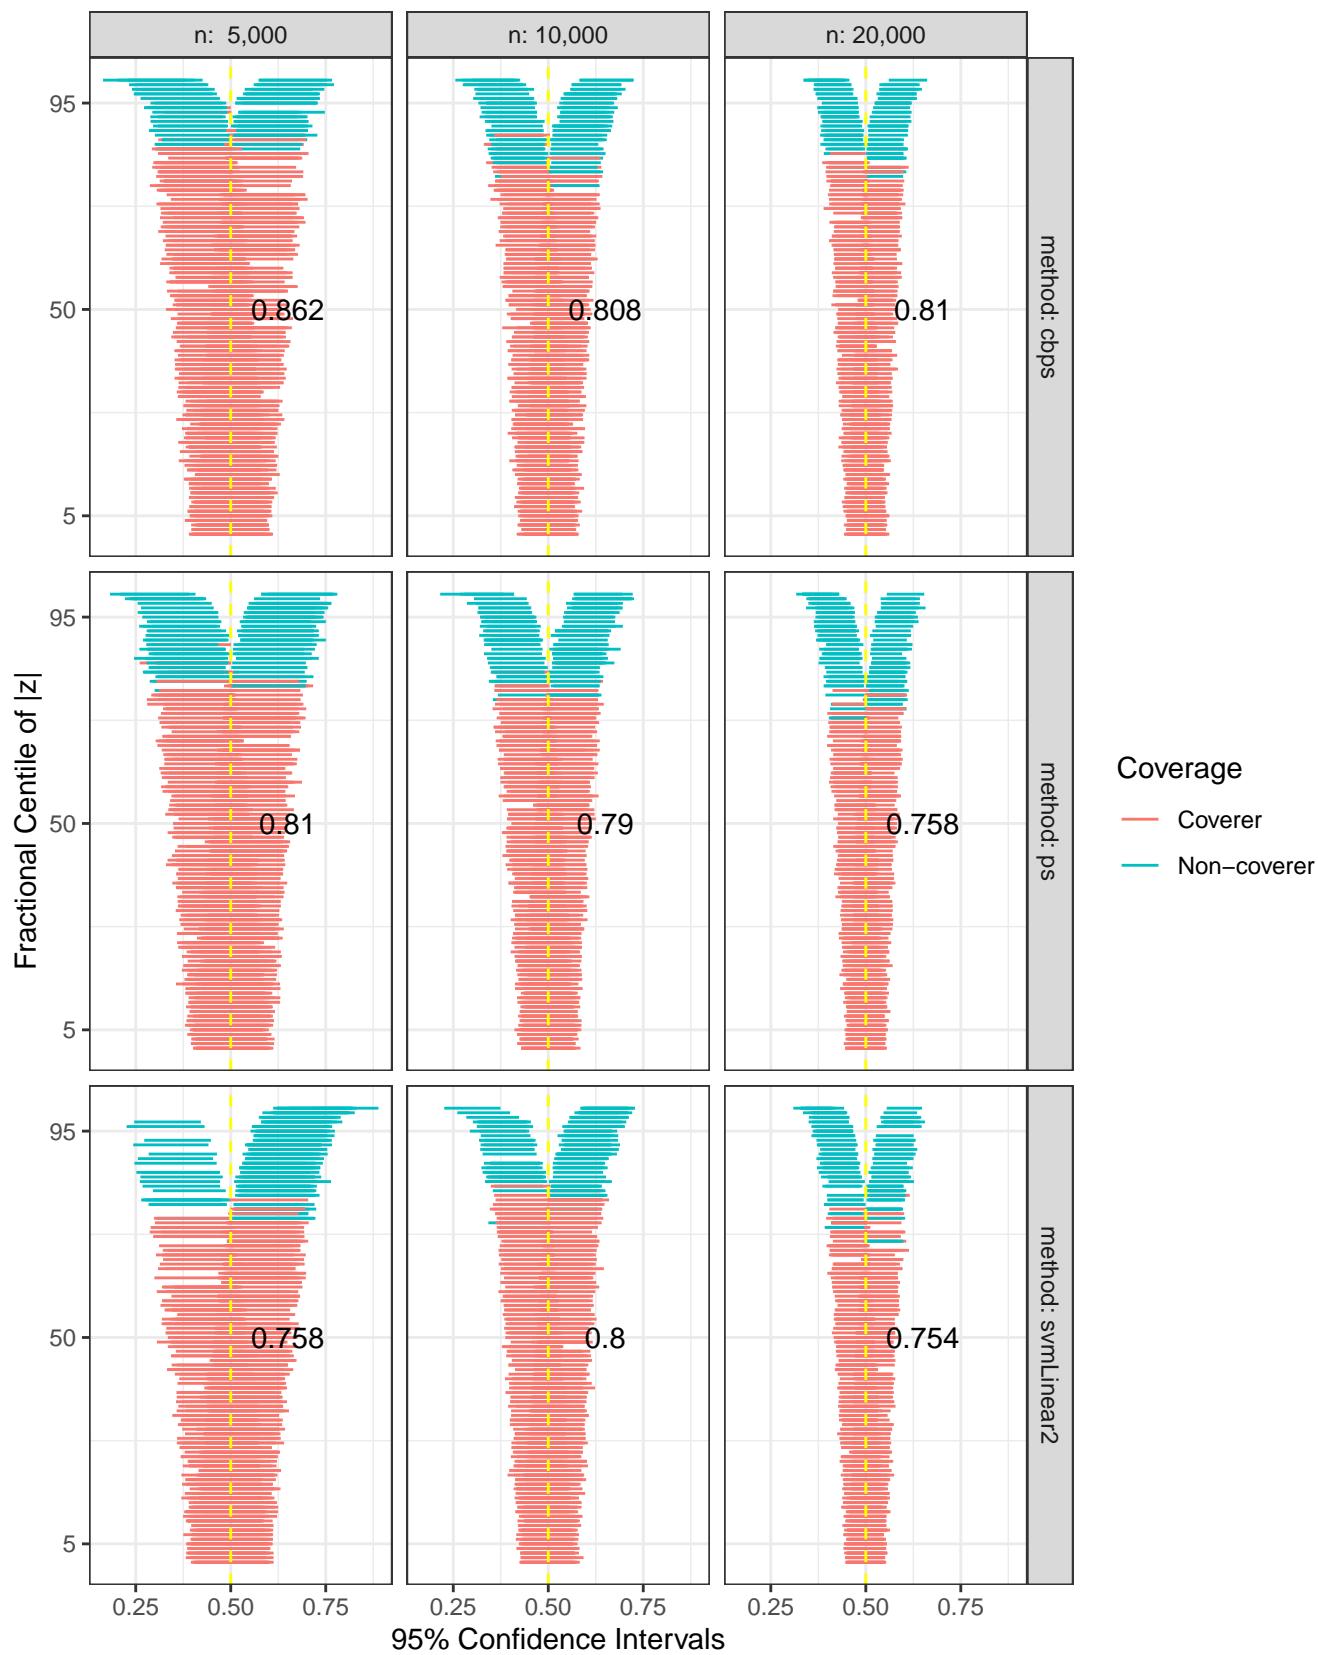 n:  5,000
n: 10,000
n: 20,000
95
50
5
0.862
0.808
0.81
method: cbps
95
50
5
0.81
0.79
0.758
method: ps
Fractional Centile of |z|
Coverage
Coverer
Non−coverer
95
50
5
0.758
0.8
0.754
method: svmLinear2
0.25 0.50 0.75
0.25 0.50 0.75
0.25 0.50 0.75
95% Confidence Intervals